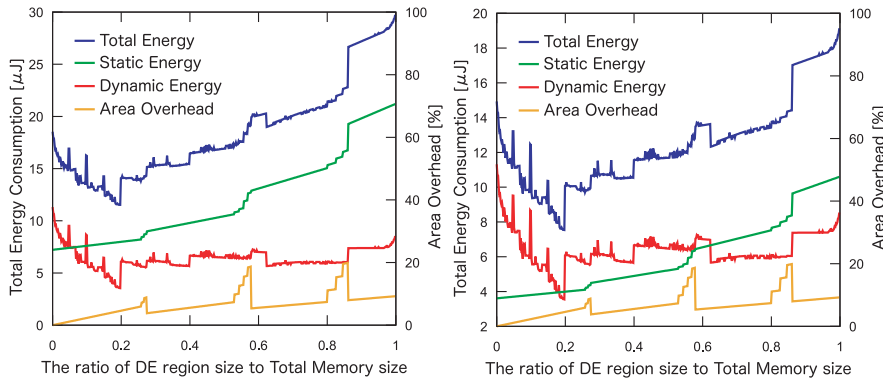 Total Energy Consumption [μJ]
30
25
20
15
10
5
0
Total Energy
Static Energy
Dynamic Energy
Area Overhead
100
80
60
40
20
0
Area Overhead [%]
0
0.2
0.4
0.6
0.8
1
The ratio of DE region size to Total Memory size
Total Energy Consumption [μJ]
20
18
16
14
12
10
8
6
4
2
Total Energy
Static Energy
Dynamic Energy
Area Overhead
100
80
60
40
20
0
Area Overhead [%]
0
0.2
0.4
0.6
0.8
1
The ratio of DE region size to Total Memory size